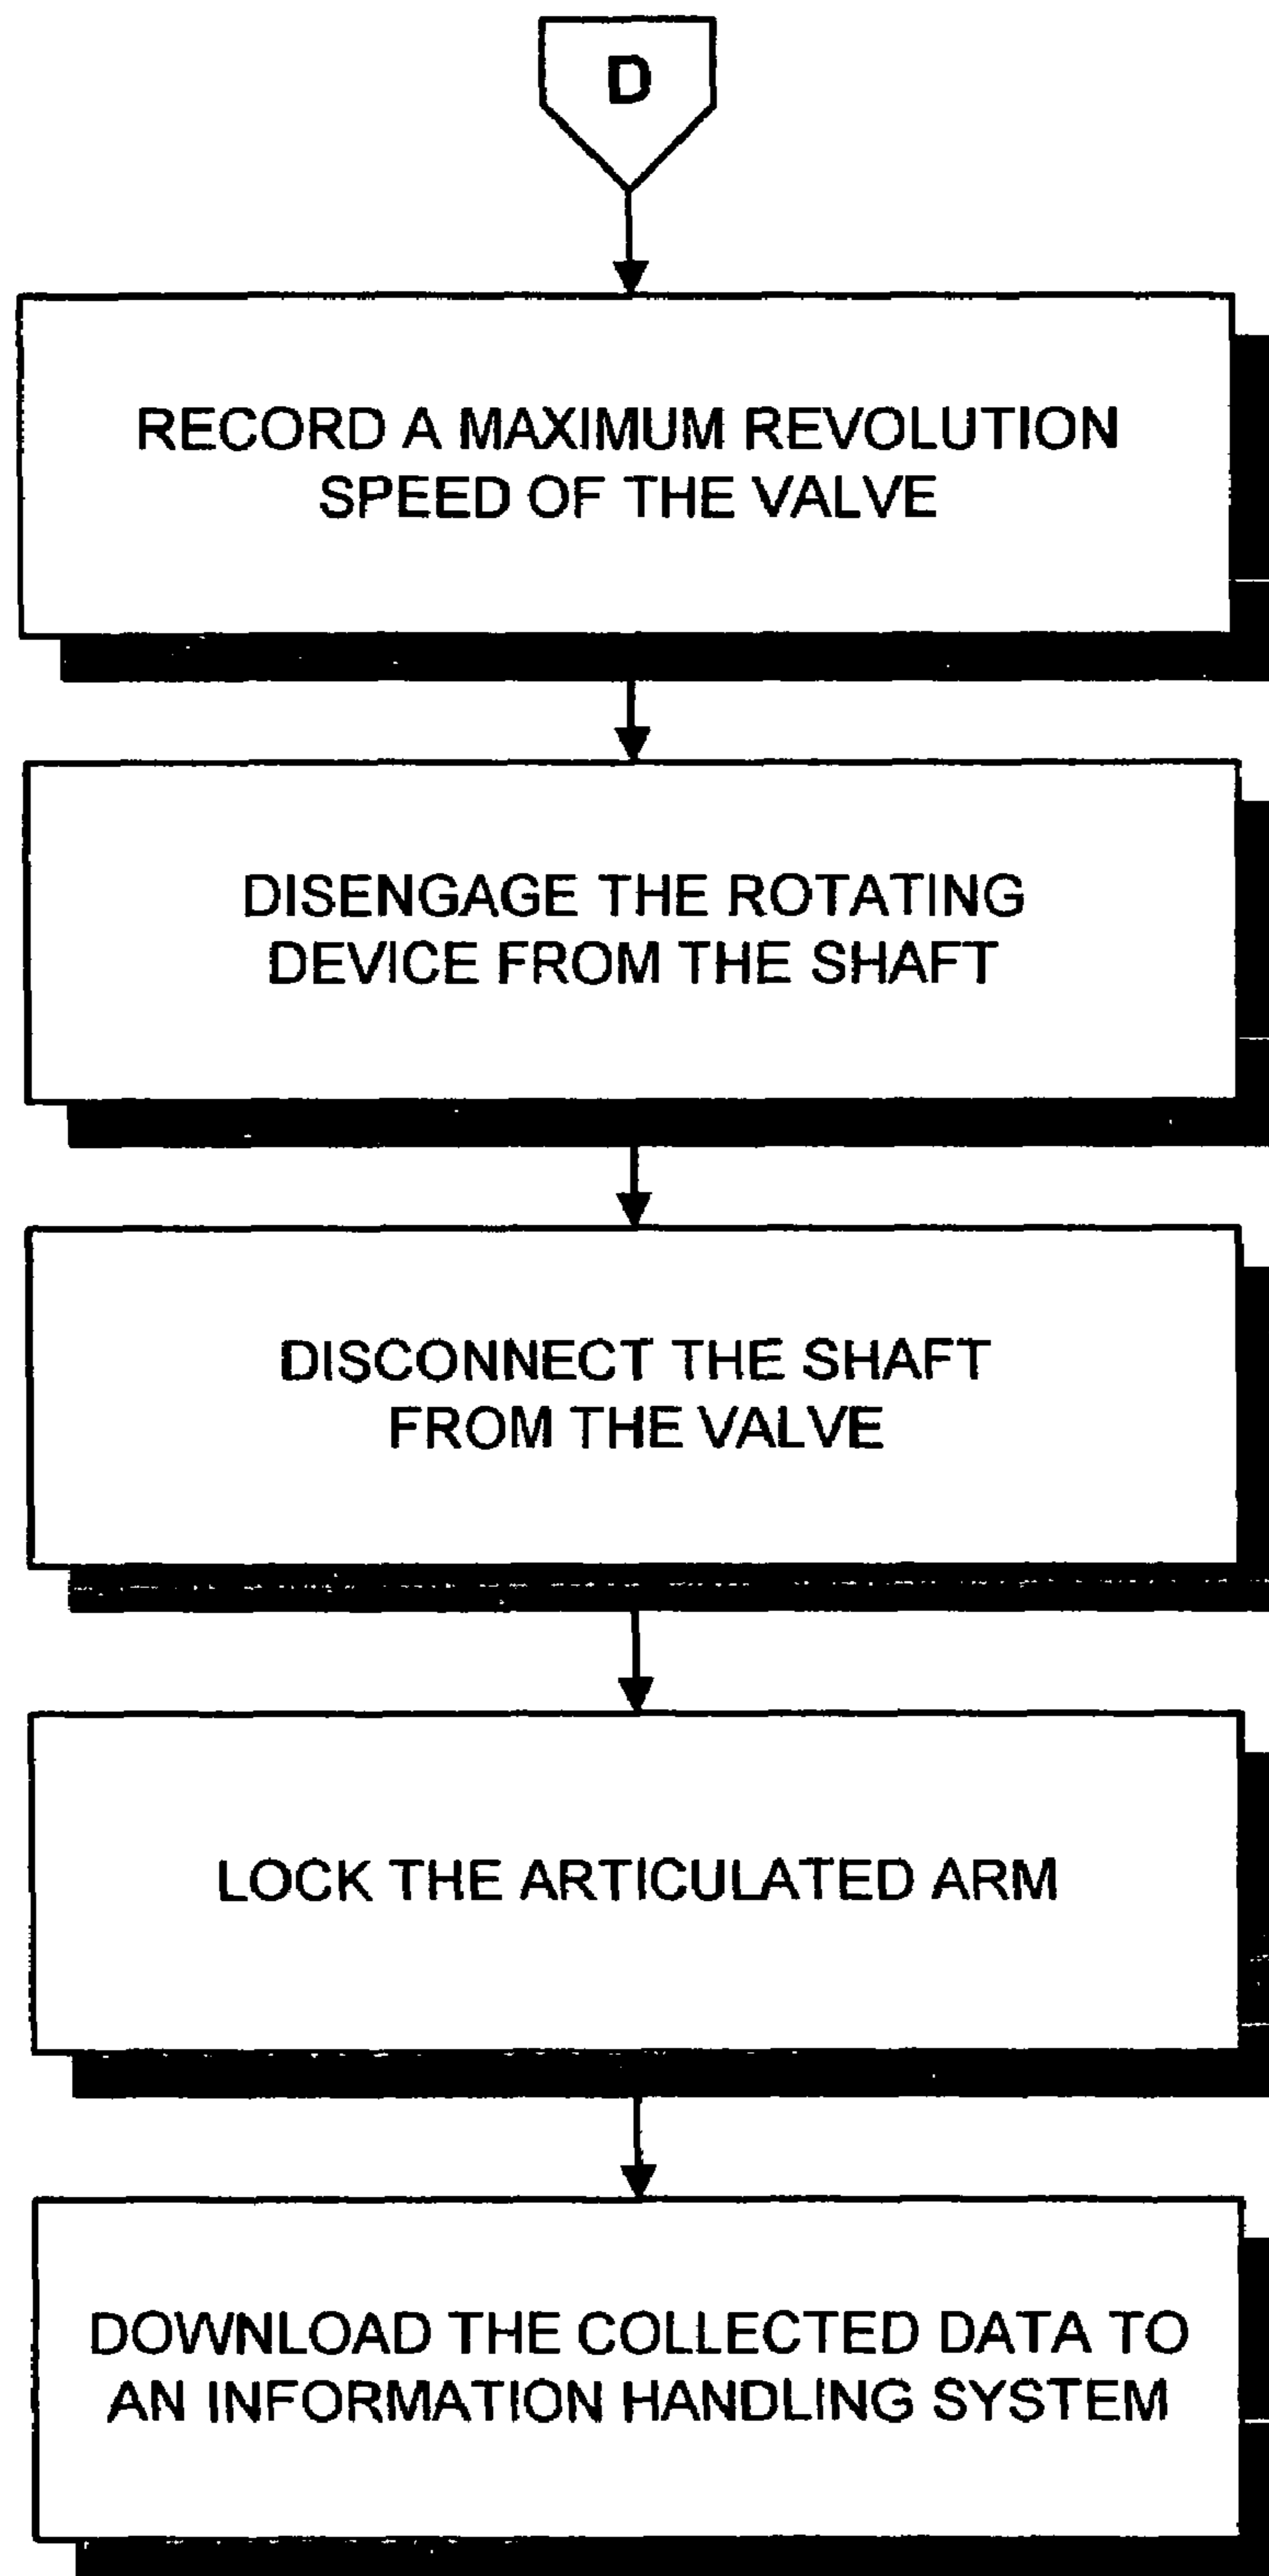 D
RECORD A MAXIMUM REVOLUTION
SPEED OF THE VALVE
DISENGAGE THE ROTATING
DEVICE FROM THE SHAFT
DISCONNECT THE SHAFT
FROM THE VALVE
LOCK THE ARTICULATED ARM
DOWNLOAD THE COLLECTED DATA TO
AN INFORMATION HANDLING SYSTEM